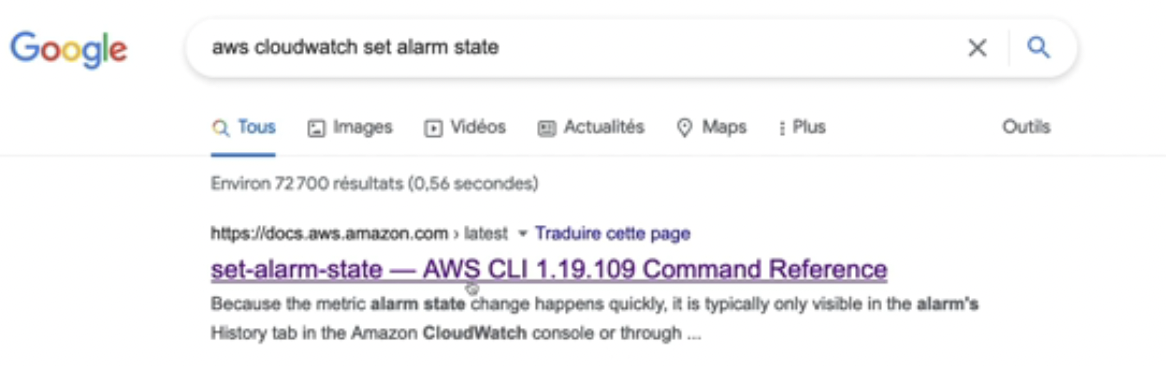 Google
aws cloudwatch set alarm state
Tous Images Vidéos Actualités Maps Plus Outils
Environ 72 700 résultats (0,56 secondes)
https://docs.aws.amazon.com › latest Traduire cette page
set-alarm-state — AWS CLI 1.19.109 Command Reference
Because the metric alarm state change happens quickly, it is typically only visible in the alarm's
History tab in the Amazon CloudWatch console or through ...